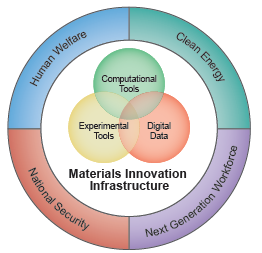 Human Welfare
Clean Energy
Computational
Tools
Experimental
Tools
Digital
Data
Materials Innovation
Infrastructure
National Security
Next Generation Workforce